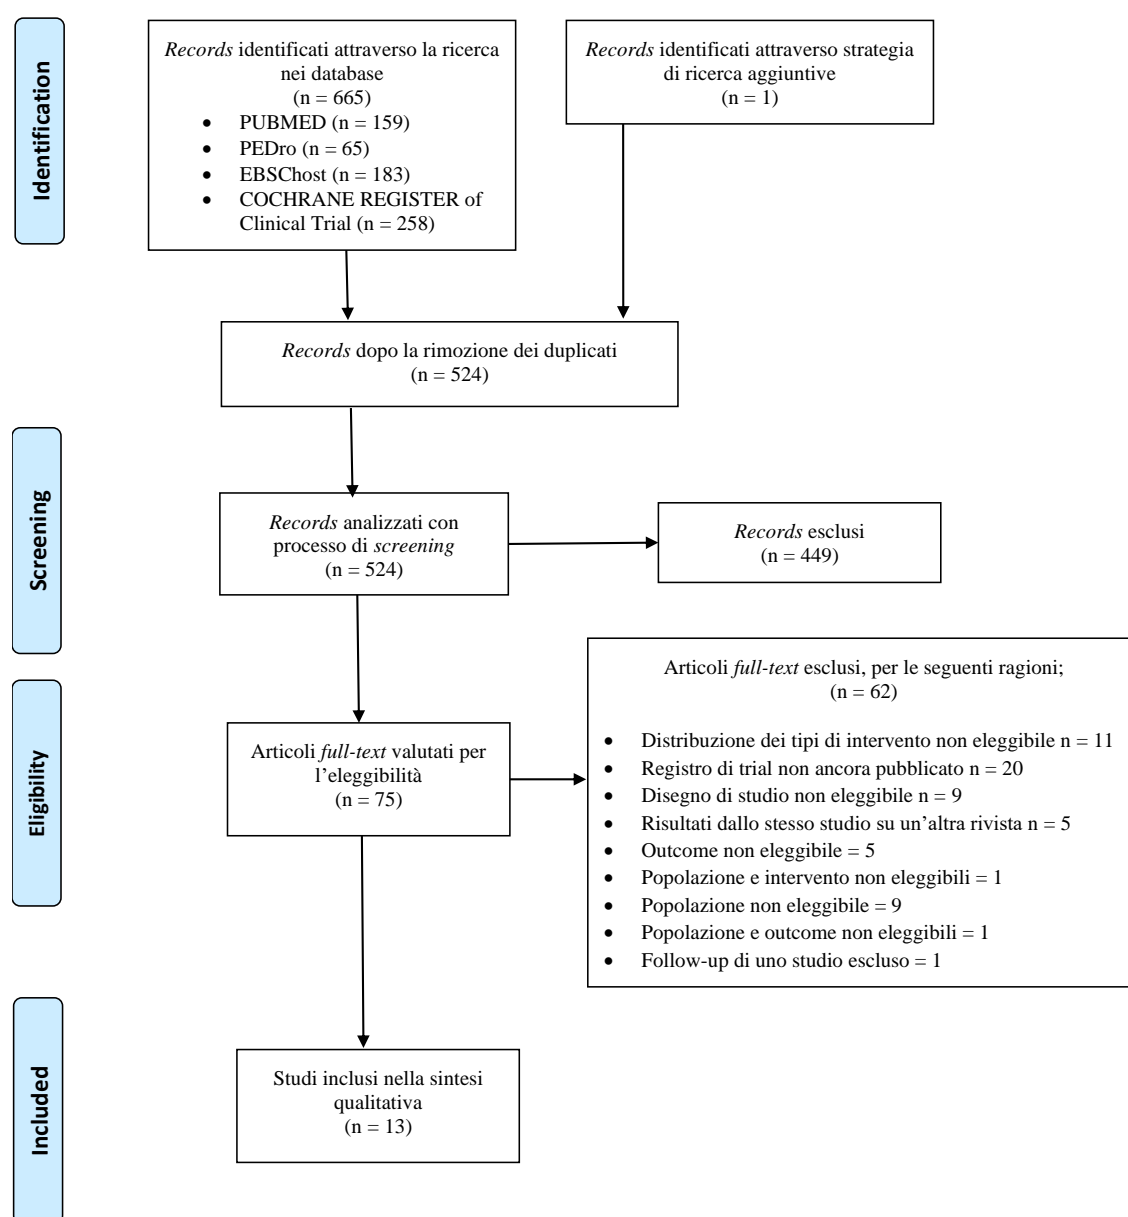 Identification
Records identificati attraverso la ricerca
nei database
(n = 665)
• PUBMED (n = 159)
• PEDro (n = 65)
• EBSChost (n = 183)
• COCHRANE REGISTER of
Clinical Trial (n = 258)
Records identificati attraverso strategia
di ricerca aggiuntive
(n = 1)
Records dopo la rimozione dei duplicati
(n = 524)
Screening
Records analizzati con
processo di screening
(n = 524)
Records esclusi
(n = 449)
Eligibility
Articoli full-text valutati per
l’eleggibilità
(n = 75)
Articoli full-text esclusi, per le seguenti ragioni;
(n = 62)
• Distribuzione dei tipi di intervento non eleggibile n = 11
• Registro di trial non ancora pubblicato n = 20
• Disegno di studio non eleggibile n = 9
• Risultati dallo stesso studio su un’altra rivista n = 5
• Outcome non eleggibile = 5
• Popolazione e intervento non eleggibili = 1
• Popolazione non eleggibile = 9
• Popolazione e outcome non eleggibili = 1
• Follow-up di uno studio escluso = 1
Included
Studi inclusi nella sintesi
qualitativa
(n = 13)